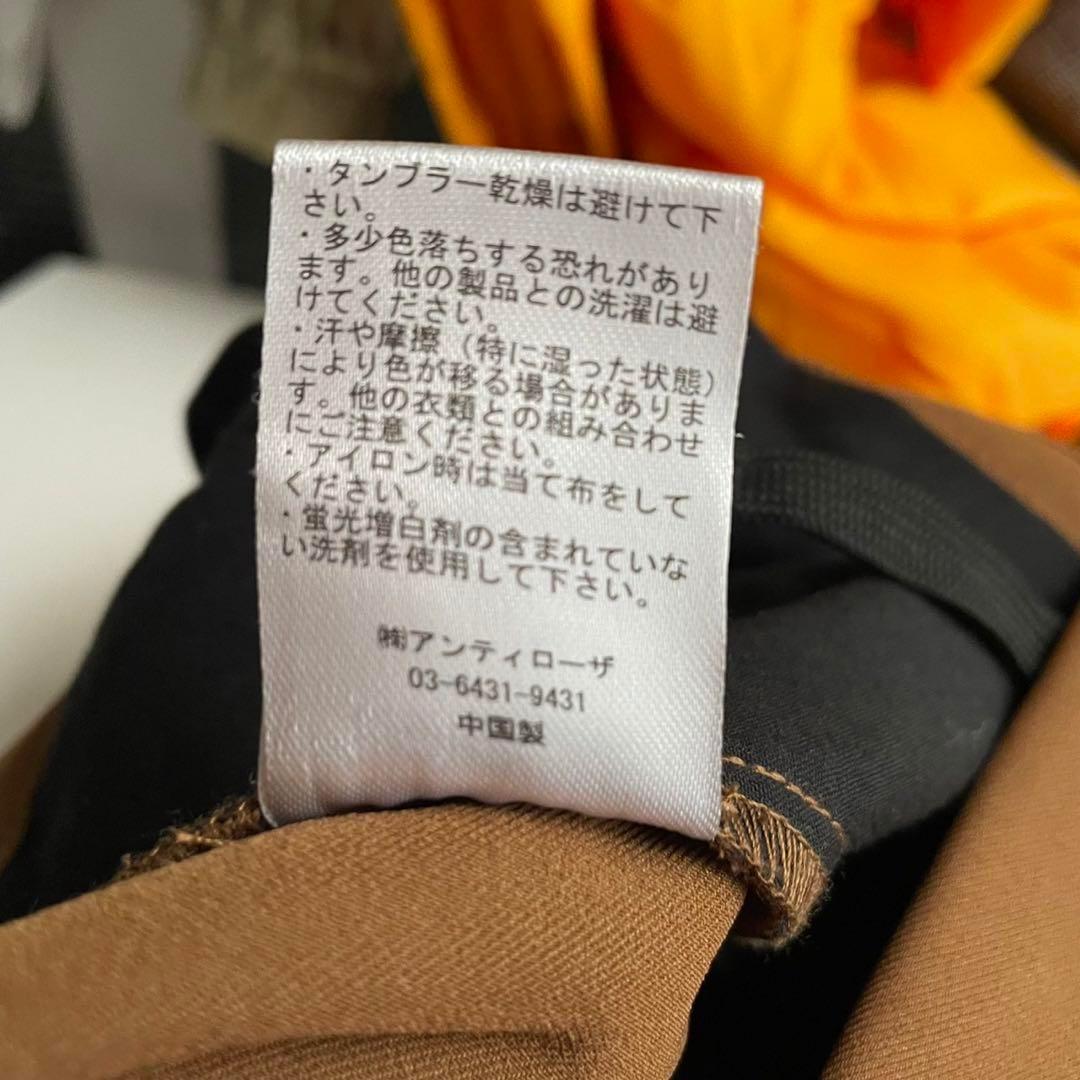 ・タンブラー乾燥は避けて下
さい。
・多少色落ちする恐れがあり
ます。他の製品との洗濯は避
けてください。
・汗や摩擦（特に湿った状態）
により色が移る場合がありま
す。他の衣類との組み合わせ
にご注意ください。
・アイロン時は当て布をして
ください。
・蛍光増白剤の含まれていな
い洗剤を使用して下さい。
㈱アンティローザ
03-6431-9431
中国製